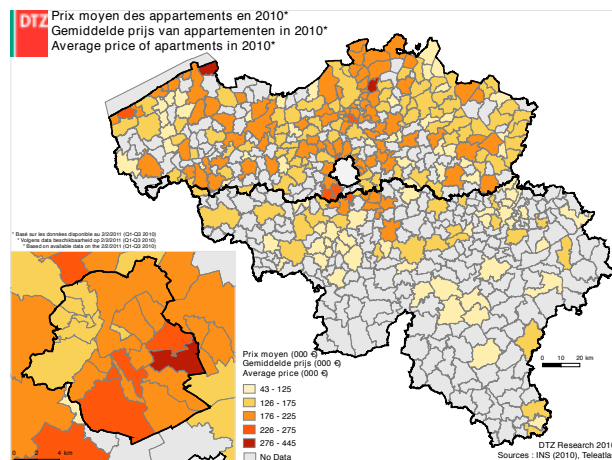 DTZ
Prix moyen des appartements en 2010*
Gemiddelde prijs van appartementen in 2010*
Average price of apartments in 2010*
* Basé sur les données disponible au 2/2/2011 (Q1-Q3 2010)
* Volgens data beschikbaarheid op 2/2/2011 (Q1-Q3 2010)
* Based on available data on the 2/2/2011 (Q1-Q3 2010)
Prix moyen (000 €)
Gemiddelde prijs (000 €)
Average price (000 €)
43 - 125
126 - 175
176 - 225
226 - 275
276 - 445
No Data
0 10 20 km
0 2 4 km
DTZ Research 2010
Sources : INS (2010), Teleatlas